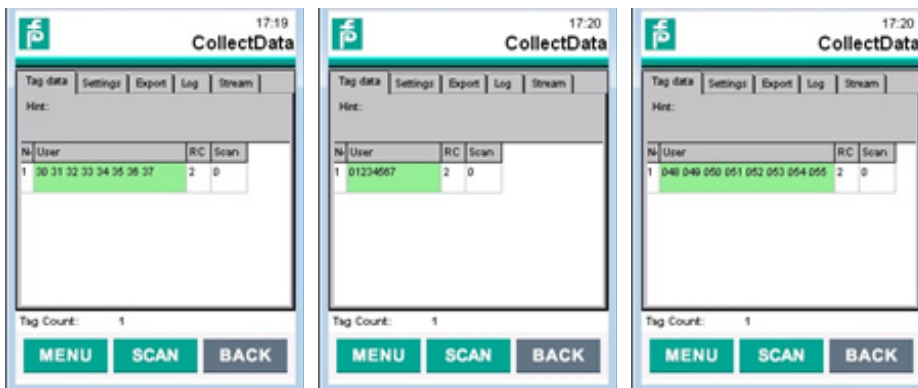 17:19
CollectData
Tag data Settings Export Log Stream
Hint:
N- User RC Scan
1 30 31 32 33 34 35 36 37 2 0
Tag Count: 1
MENU SCAN BACK
17:20
CollectData
Tag data Settings Export Log Stream
Hint:
N- User RC Scan
1 01234567 2 0
Tag Count: 1
MENU SCAN BACK
17:20
CollectData
Tag data Settings Export Log Stream
Hint:
N- User RC Scan
1 048 049 050 051 052 053 054 055 2 0
Tag Count: 1
MENU SCAN BACK